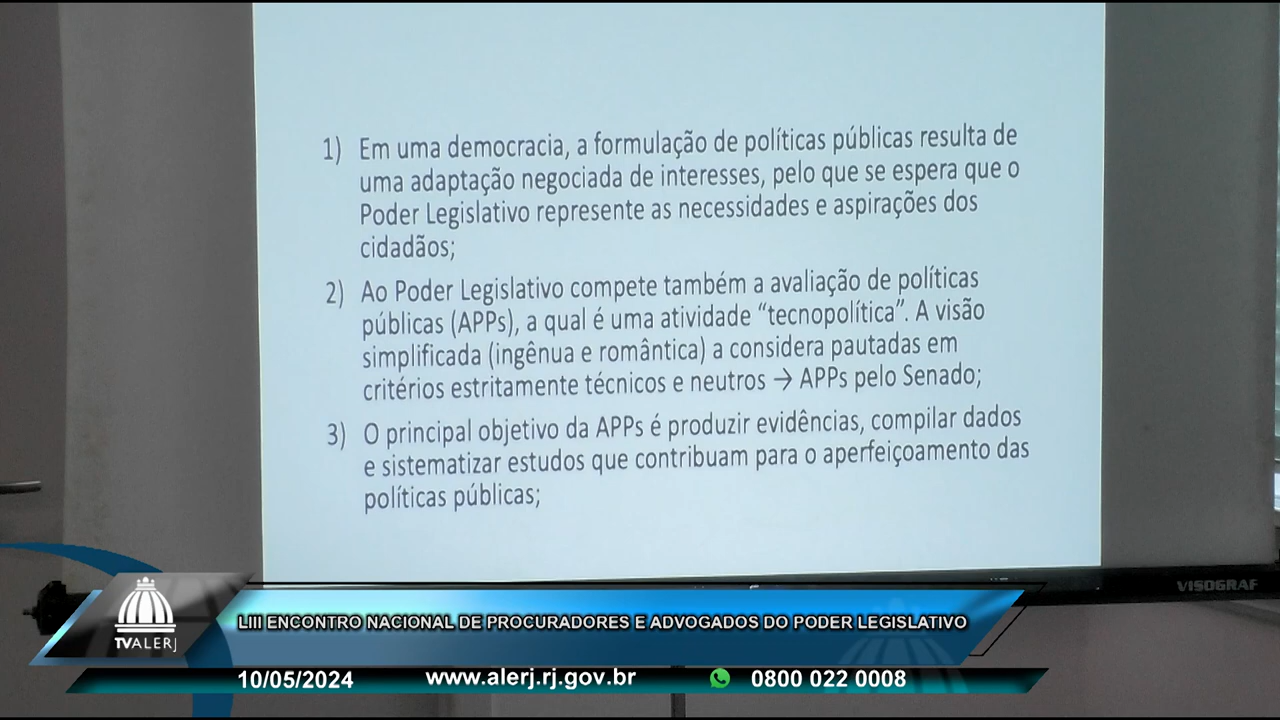 1) Em uma democracia, a formulação de políticas públicas resulta de
uma adaptação negociada de interesses, pelo que se espera que o
Poder Legislativo represente as necessidades e aspirações dos
cidadãos;
2) Ao Poder Legislativo compete também a avaliação de políticas
públicas (APPs), a qual é uma atividade “tecnopolítica”. A visão
simplificada (ingênua e romântica) a considera pautadas em
critérios estritamente técnicos e neutros → APPs pelo Senado;
3) O principal objetivo da APPs é produzir evidências, compilar dados
e sistematizar estudos que contribuam para o aperfeiçoamento das
políticas públicas;
VISOGRAF
LIII ENCONTRO NACIONAL DE PROCURADORES E ADVOGADOS DO PODER LEGISLATIVO
TVALERJ
10/05/2024 www.alerj.rj.gov.br 0800 022 0008